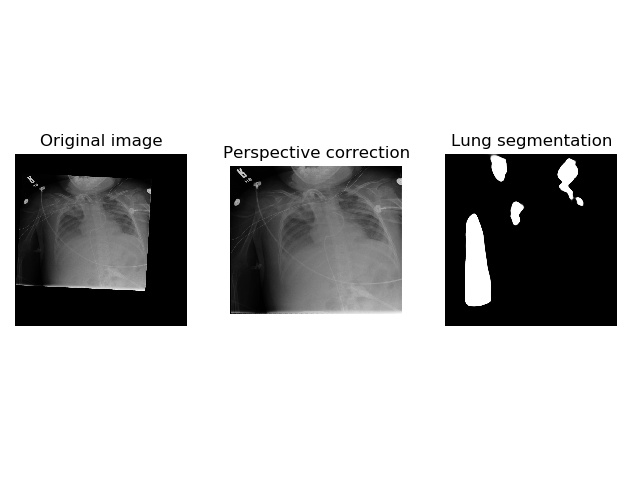 Original image
Perspective correction
Lung segmentation